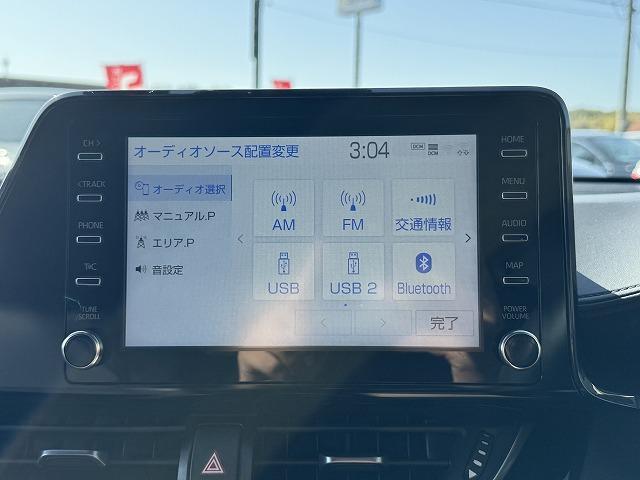 オーディオソース配置変更 3:04 DCM
DCM
CH >
< TRACK
PHONE
TUNE
/SCROLL
HOME
MENU
AUDIO
MAP
POWER
VOLUME
オーディオ選択
マニュアル.P
エリア.P
音設定
AM
FM
交通情報
USB
USB 2
Bluetooth
完了